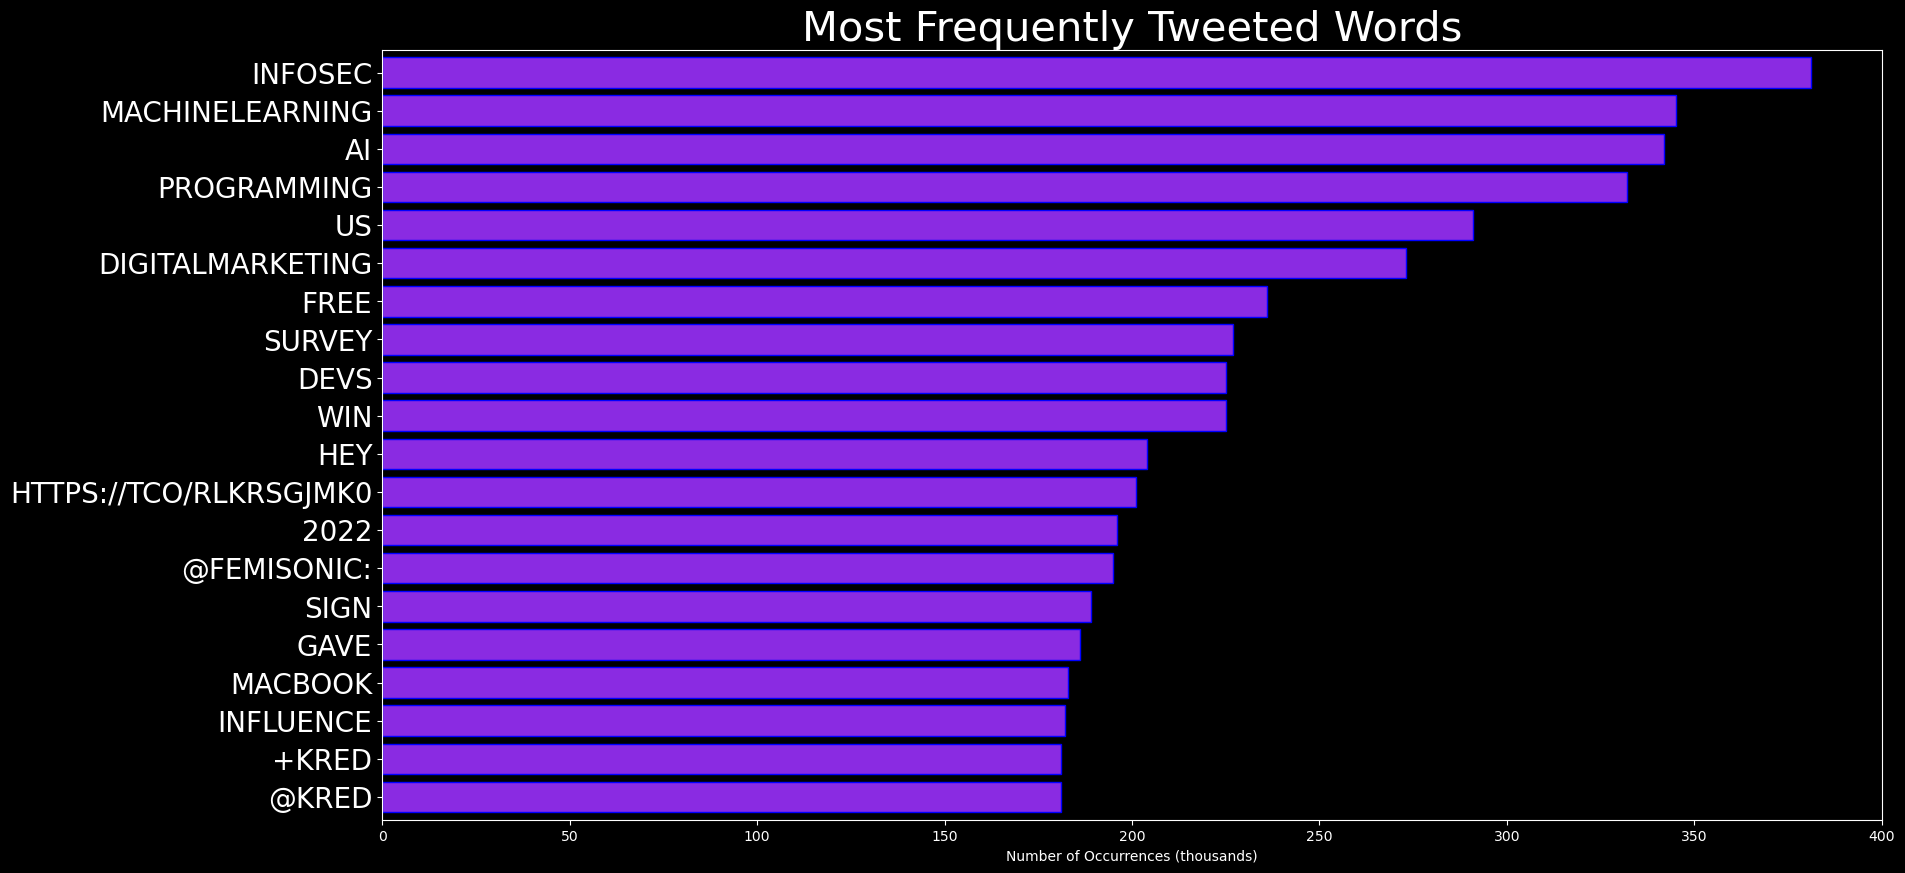 Most Frequently Tweeted Words
INFOSEC
MACHINELEARNING
AI
PROGRAMMING
US
DIGITALMARKETING
FREE
SURVEY
DEVS
WIN
HEY
HTTPS://TCO/RLKRSGJMK0
2022
@FEMISONIC:
SIGN
GAVE
MACBOOK
INFLUENCE
+KRED
@KRED
0 50 100 150 200 250 300 350 400
Number of Occurrences (thousands)